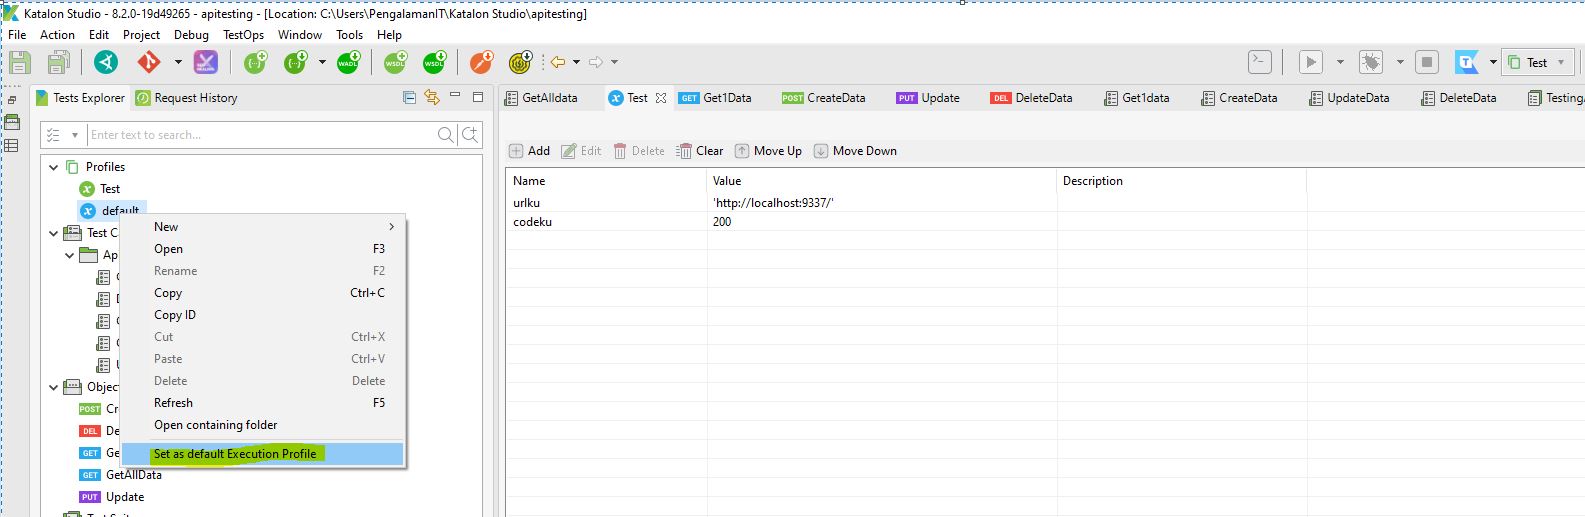 Katalon Studio - 8.2.0-19d49265 - apitesting - [Location: C:\Users\PengalamanIT\Katalon Studio\apitesting]
File Action Edit Project Debug TestOps Window Tools Help
WADL WSDL WSDL Test
Tests Explorer Request History
GetAlldata Test GET Get1Data POST CreateData PUT Update DEL DeleteData Get1data CreateData UpdateData DeleteData
Enter text to search...
Profiles
Test
default
Test Ca
Ap
Object
POST Cr
DEL De
GET Ge
GET GetAllData
PUT Update
New
Open F3
Rename F2
Copy Ctrl+C
Copy ID
Cut Ctrl+X
Paste Ctrl+V
Delete Delete
Refresh F5
Open containing folder
Set as default Execution Profile
Add Edit Delete Clear Move Up Move Down
Name Value Description
urlku 'http://localhost:9337/'
codeku 200